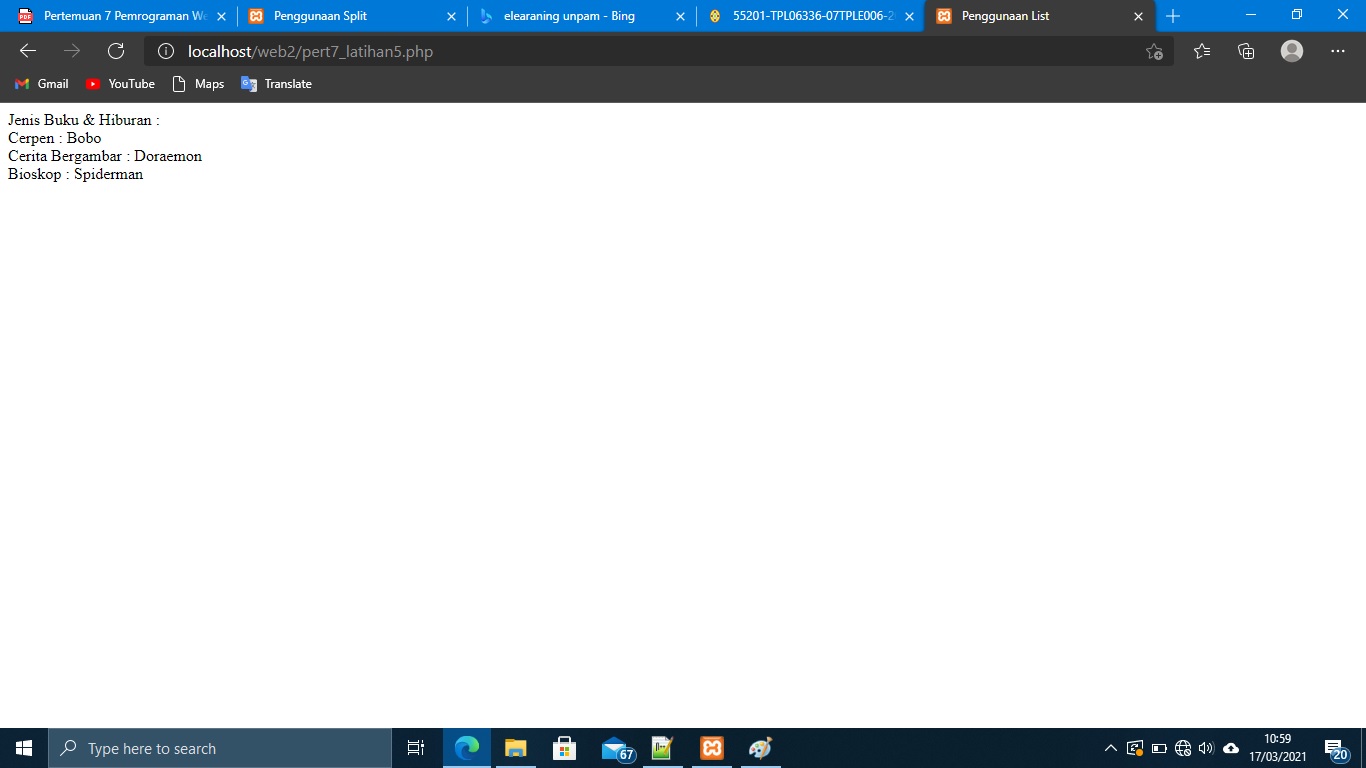 Pertemuan 7 Pemrograman We
Penggunaan Split
elearaning unpam - Bing
55201-TPL06336-07TPLE006-2
Penggunaan List
localhost/web2/pert7_latihan5.php
Gmail
YouTube
Maps
Translate
Jenis Buku & Hiburan :
Cerpen : Bobo
Cerita Bergambar : Doraemon
Bioskop : Spiderman
Type here to search
67
10:59
17/03/2021
20